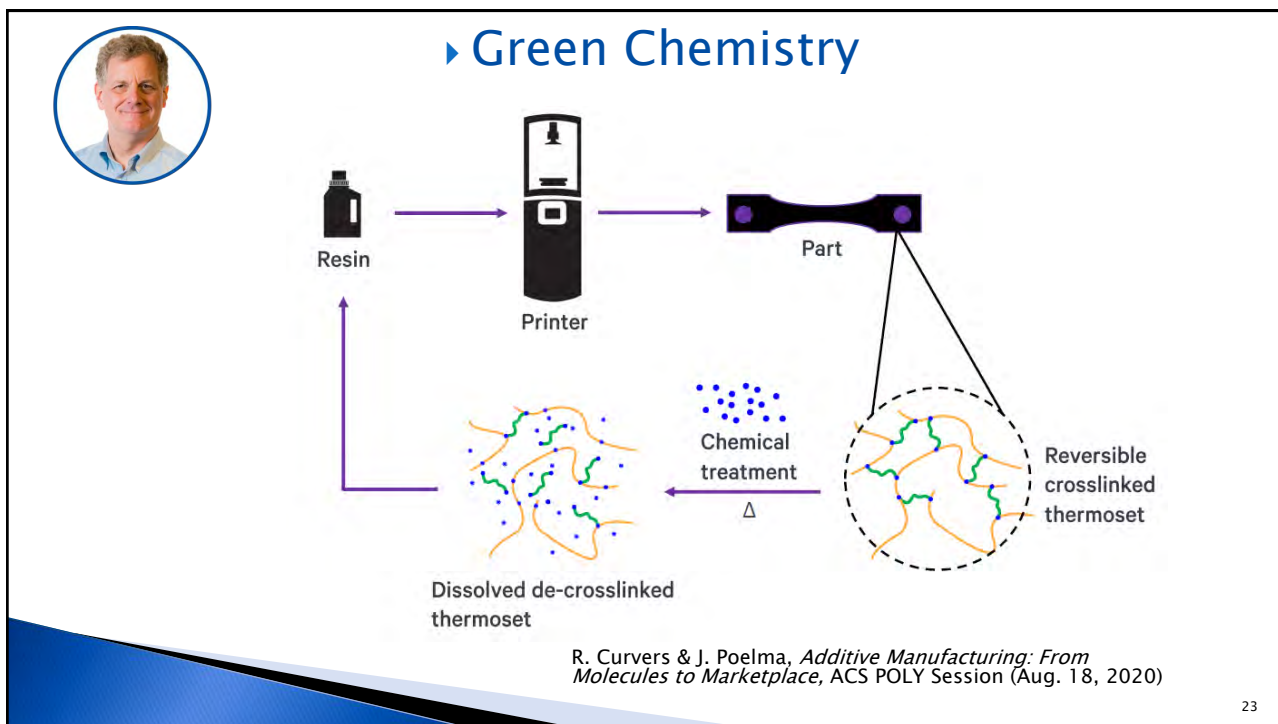 Green Chemistry
Resin
Printer
Part
Chemical
treatment
Δ
Reversible
crosslinked
thermoset
Dissolved de-crosslinked
thermoset
R. Curvers & J. Poelma, Additive Manufacturing: From
Molecules to Marketplace, ACS POLY Session (Aug. 18, 2020)
23